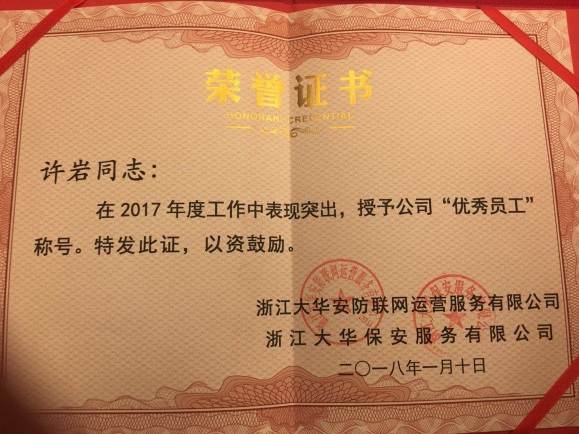 荣誉证书
HONORARY CREDENTIAL
许岩同志：
在2017年度工作中表现突出，授予公司“优秀员工”
称号。特发此证，以资鼓励。
浙江大华安防联网运营服务有限公司
浙江大华保安服务有限公司
二〇一八年一月十日